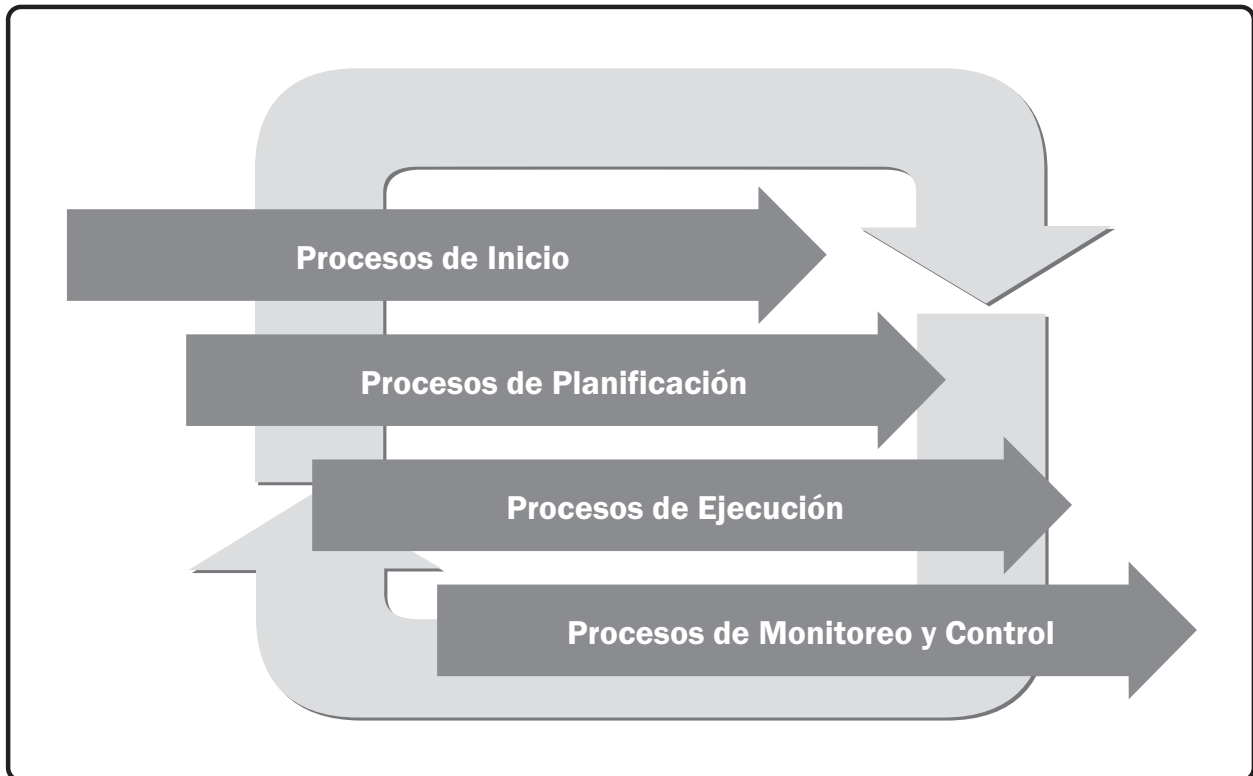 Procesos de Inicio
Procesos de Planificación
Procesos de Ejecución
Procesos de Monitoreo y Control